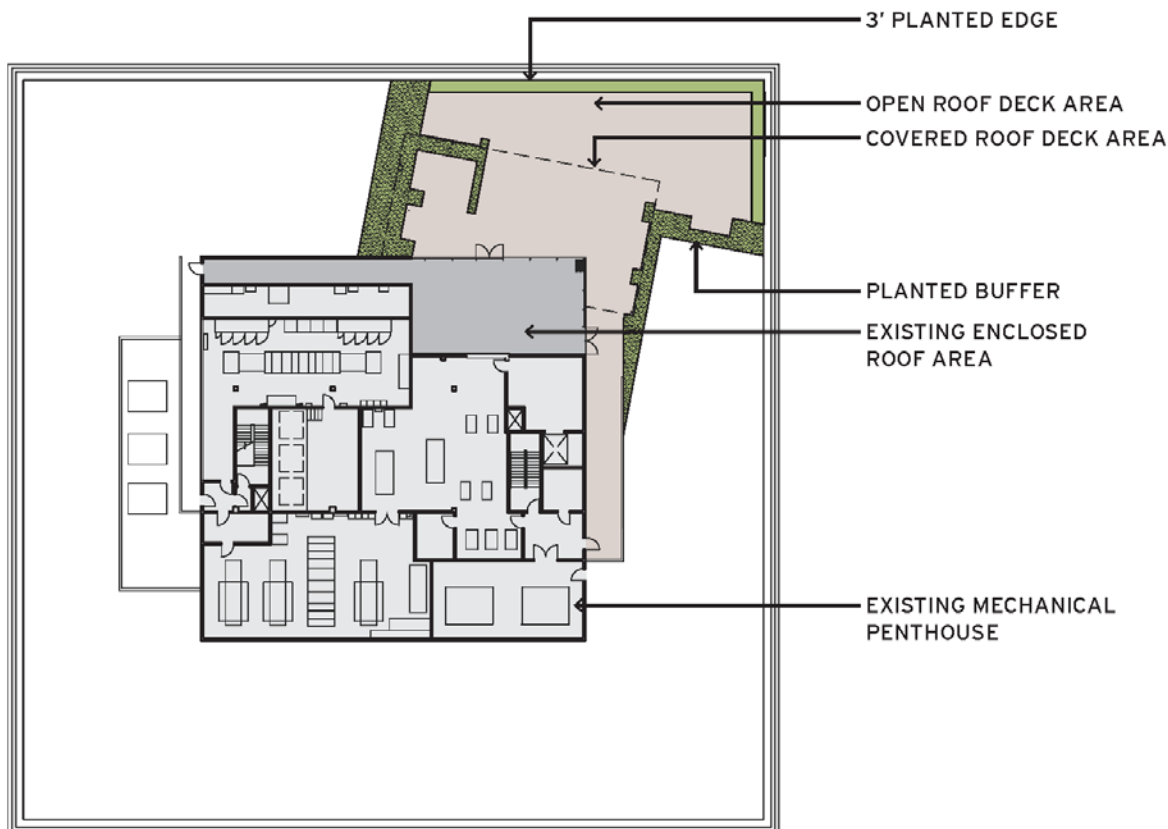 3' PLANTED EDGE
OPEN ROOF DECK AREA
COVERED ROOF DECK AREA
PLANTED BUFFER
EXISTING ENCLOSED
ROOF AREA
EXISTING MECHANICAL
PENTHOUSE